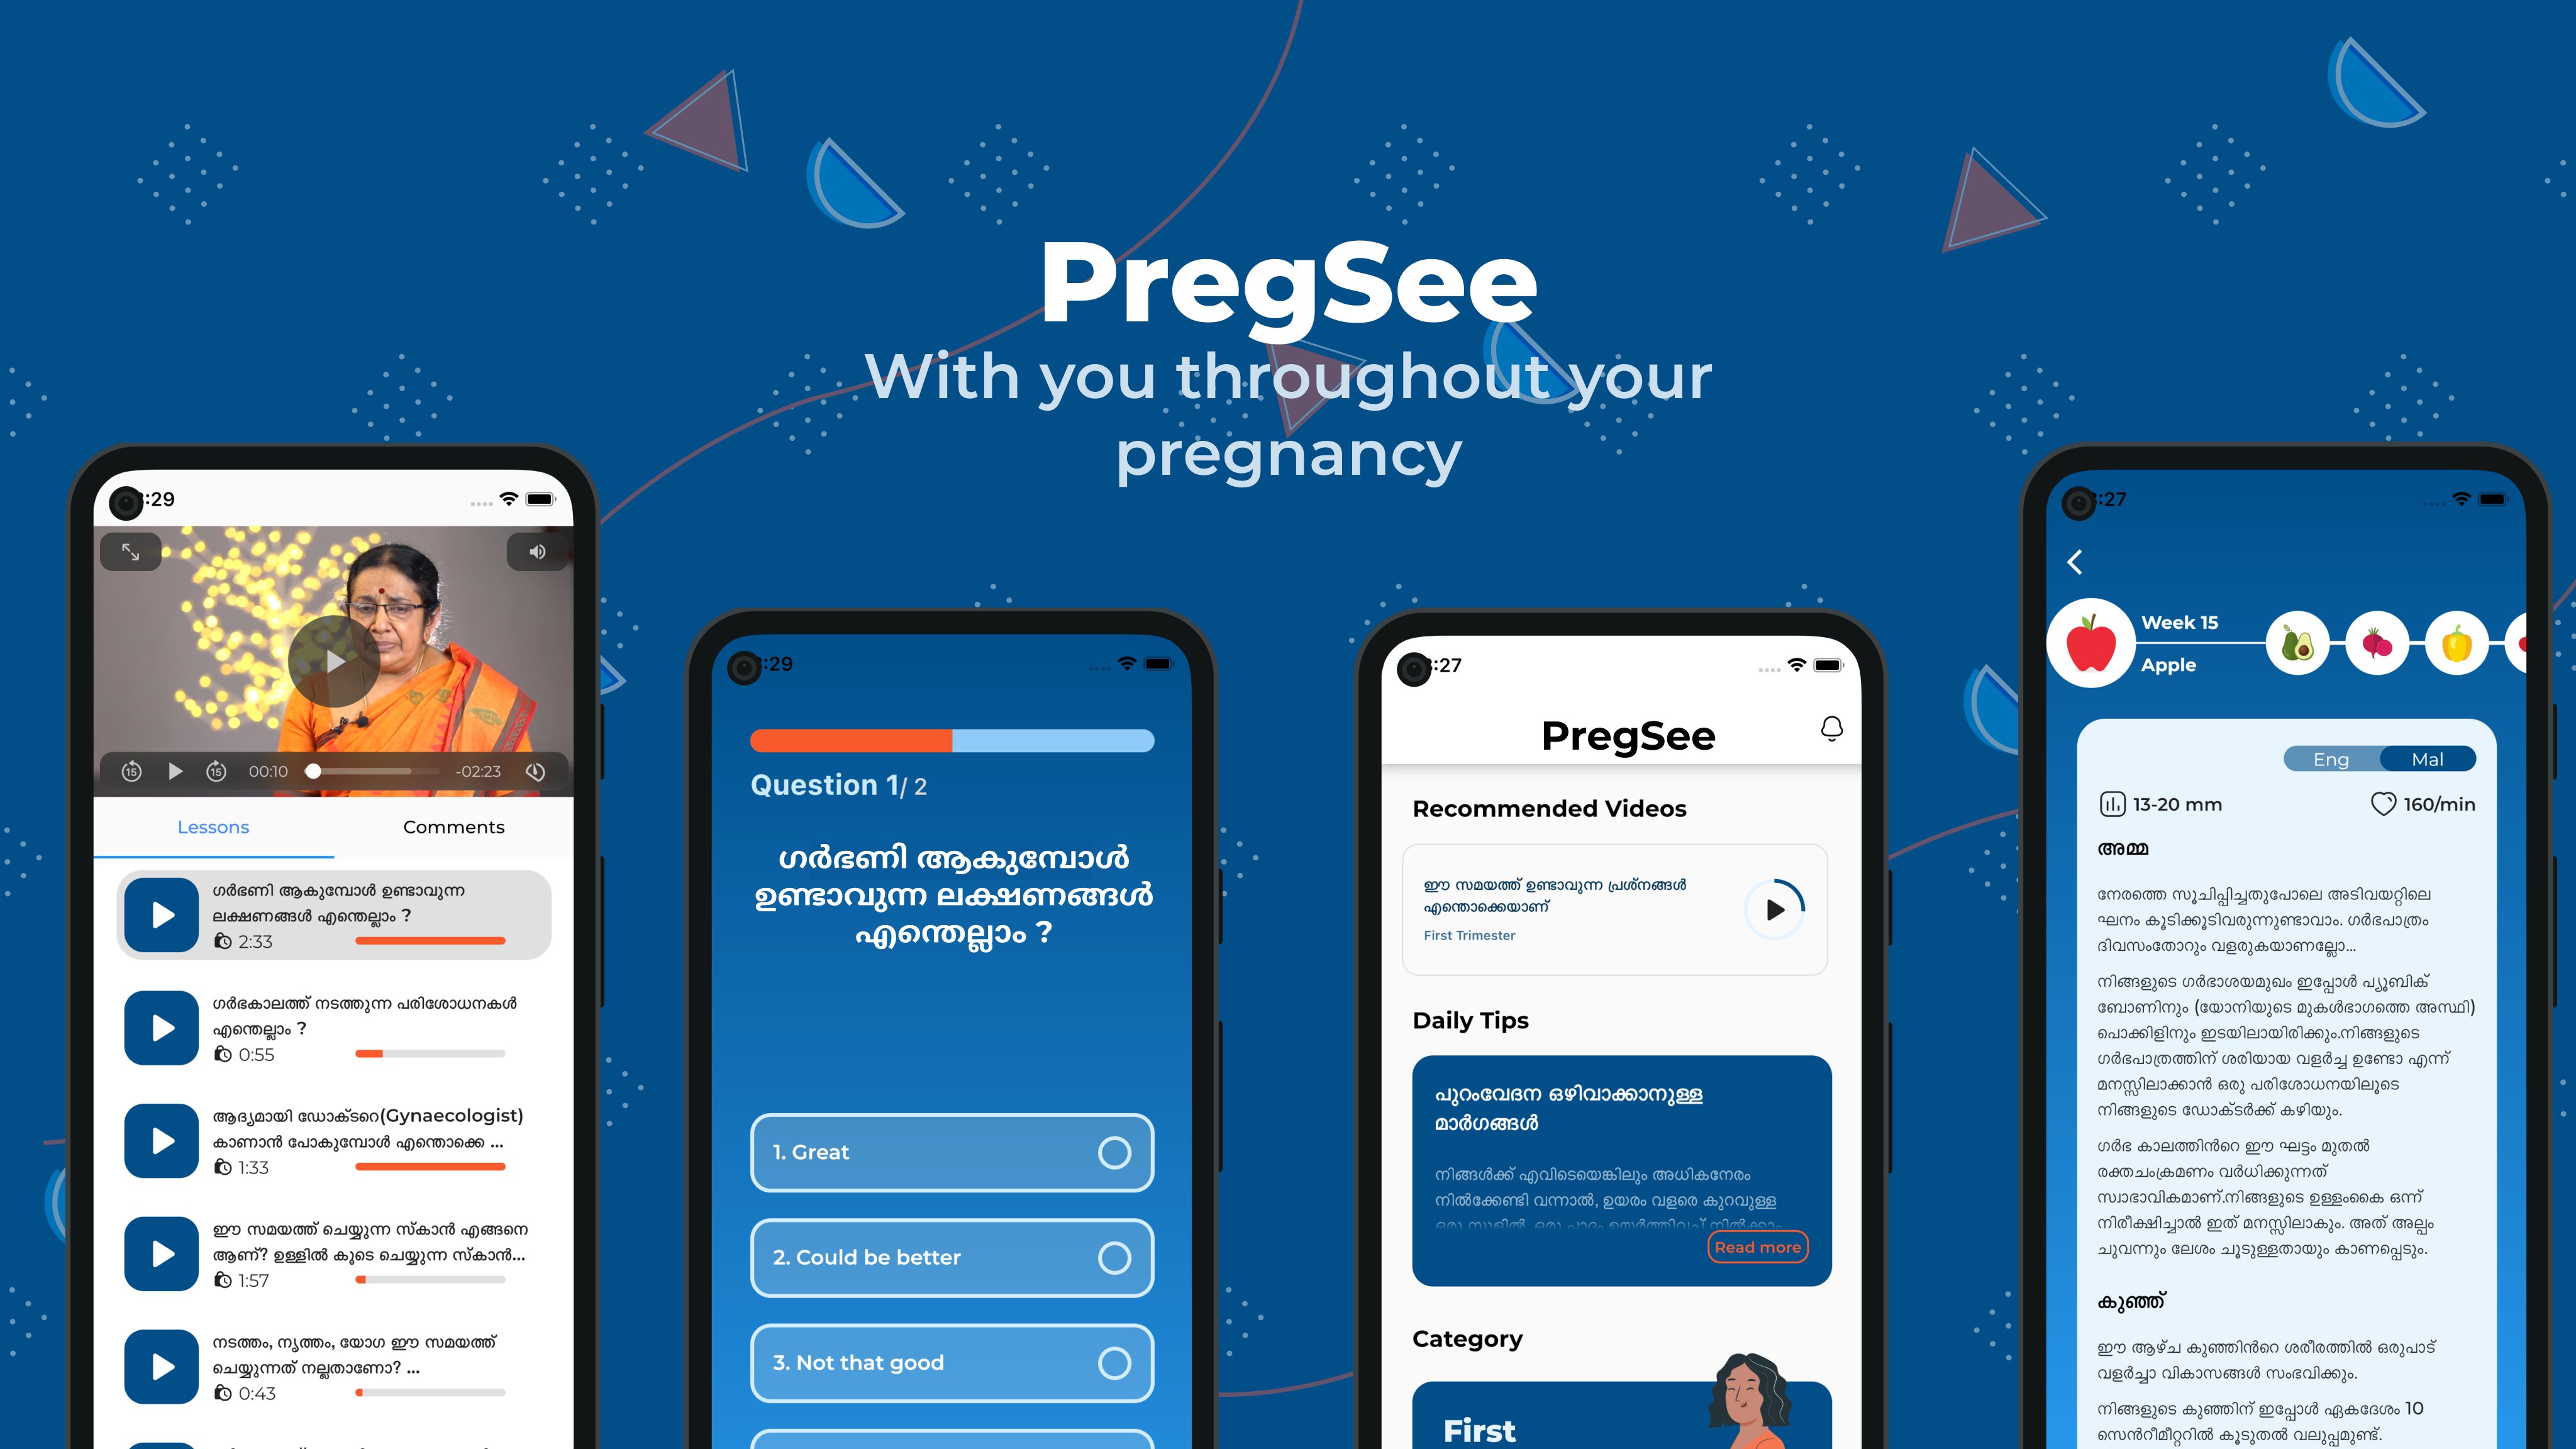 PregSee
With you throughout your
pregnancy
:29
00:10
-02:23
Lessons
Comments
ഗർഭണി ആകുമ്പോൾ ഉണ്ടാവുന്ന
ലക്ഷണങ്ങൾ എന്തെല്ലാം ?
2:33
ഗർഭകാലത്ത് നടത്തുന്ന പരിശോധനകൾ
എന്തെല്ലാം ?
0:55
ആദ്യമായി ഡോക്ടറെ(Gynaecologist)
കാണാൻ പോകുമ്പോൾ എന്തൊക്കെ ...
1:33
ഈ സമയത്ത് ചെയ്യുന്ന സ്കാൻ എങ്ങനെ
ആണ്? ഉള്ളിൽ കൂടെ ചെയ്യുന്ന സ്കാൻ...
1:57
നടത്തം, നൃത്തം, യോഗ ഈ സമയത്ത്
ചെയ്യുന്നത് നല്ലതാണോ? ...
0:43
:29
Question 1/ 2
ഗർഭണി ആകുമ്പോൾ
ഉണ്ടാവുന്ന ലക്ഷണങ്ങൾ
എന്തെല്ലാം ?
1. Great
2. Could be better
3. Not that good
:27
PregSee
Recommended Videos
ഈ സമയത്ത് ഉണ്ടാവുന്ന പ്രശ്നങ്ങൾ
എന്തൊക്കെയാണ്
First Trimester
Daily Tips
പുറംവേദന ഒഴിവാക്കാനുള്ള
മാർഗങ്ങൾ
നിങ്ങൾക്ക് എവിടെയെങ്കിലും അധികനേരം
നിൽക്കേണ്ടി വന്നാൽ, ഉയരം വളരെ കുറവുള്ള
Read more
Category
First
:27
Week 15
Apple
Eng
Mal
13-20 mm
160/min
അമ്മ
നേരത്തെ സൂചിപ്പിച്ചതുപോലെ അടിവയറ്റിലെ
ഘനം കൂടിക്കൂടിവരുന്നുണ്ടാവാം. ഗർഭപാത്രം
ദിവസംതോറും വളരുകയാണല്ലോ...
നിങ്ങളുടെ ഗർഭാശയമുഖം ഇപ്പോൾ പ്യൂബിക്
ബോണിനും (യോനിയുടെ മുകൾഭാഗത്തെ അസ്ഥി)
പൊക്കിളിനും ഇടയിലായിരിക്കും.നിങ്ങളുടെ
ഗർഭപാത്രത്തിന് ശരിയായ വളർച്ച ഉണ്ടോ എന്ന്
മനസ്സിലാക്കാൻ ഒരു പരിശോധനയിലൂടെ
നിങ്ങളുടെ ഡോക്ടർക്ക് കഴിയും.
ഗർഭ കാലത്തിൻറെ ഈ ഘട്ടം മുതൽ
രക്തചംക്രമണം വർധിക്കുന്നത്
സ്വാഭാവികമാണ്.നിങ്ങളുടെ ഉള്ളംകൈ ഒന്ന്
നിരീക്ഷിച്ചാൽ ഇത് മനസ്സിലാകും. അത് അല്പം
ചുവന്നും ലേശം ചൂടുള്ളതായും കാണപ്പെടും.
കുഞ്ഞ്
ഈ ആഴ്ച കുഞ്ഞിൻറെ ശരീരത്തിൽ ഒരുപാട്
വളർച്ചാ വികാസങ്ങൾ സംഭവിക്കും.
നിങ്ങളുടെ കുഞ്ഞിന് ഇപ്പോൾ ഏകദേശം 10
സെൻറീമീറ്ററിൽ കൂടുതൽ വലുപ്പമുണ്ട്.